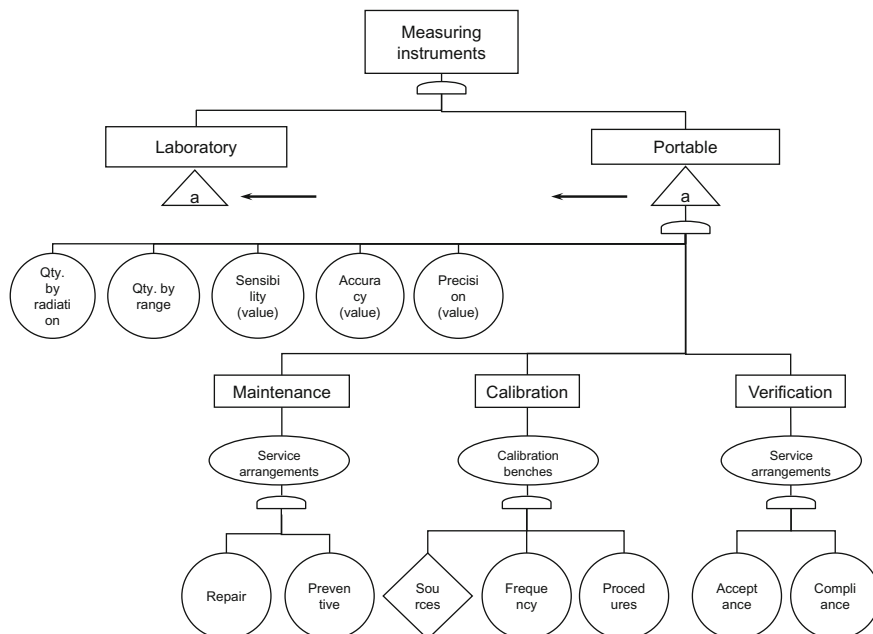 Measuring
instruments
Laboratory
Portable
a
a
Qty.
by
radiati
on
Qty. by
range
Sensibi
lity
(value)
Accura
cy
(value)
Precisi
on
(value)
Maintenance
Calibration
Verification
Service
arrangements
Calibration
benches
Service
arrangements
Repair
Preven
tive
Sou
rces
Freque
ncy
Proced
ures
Accept
ance
Compli
ance